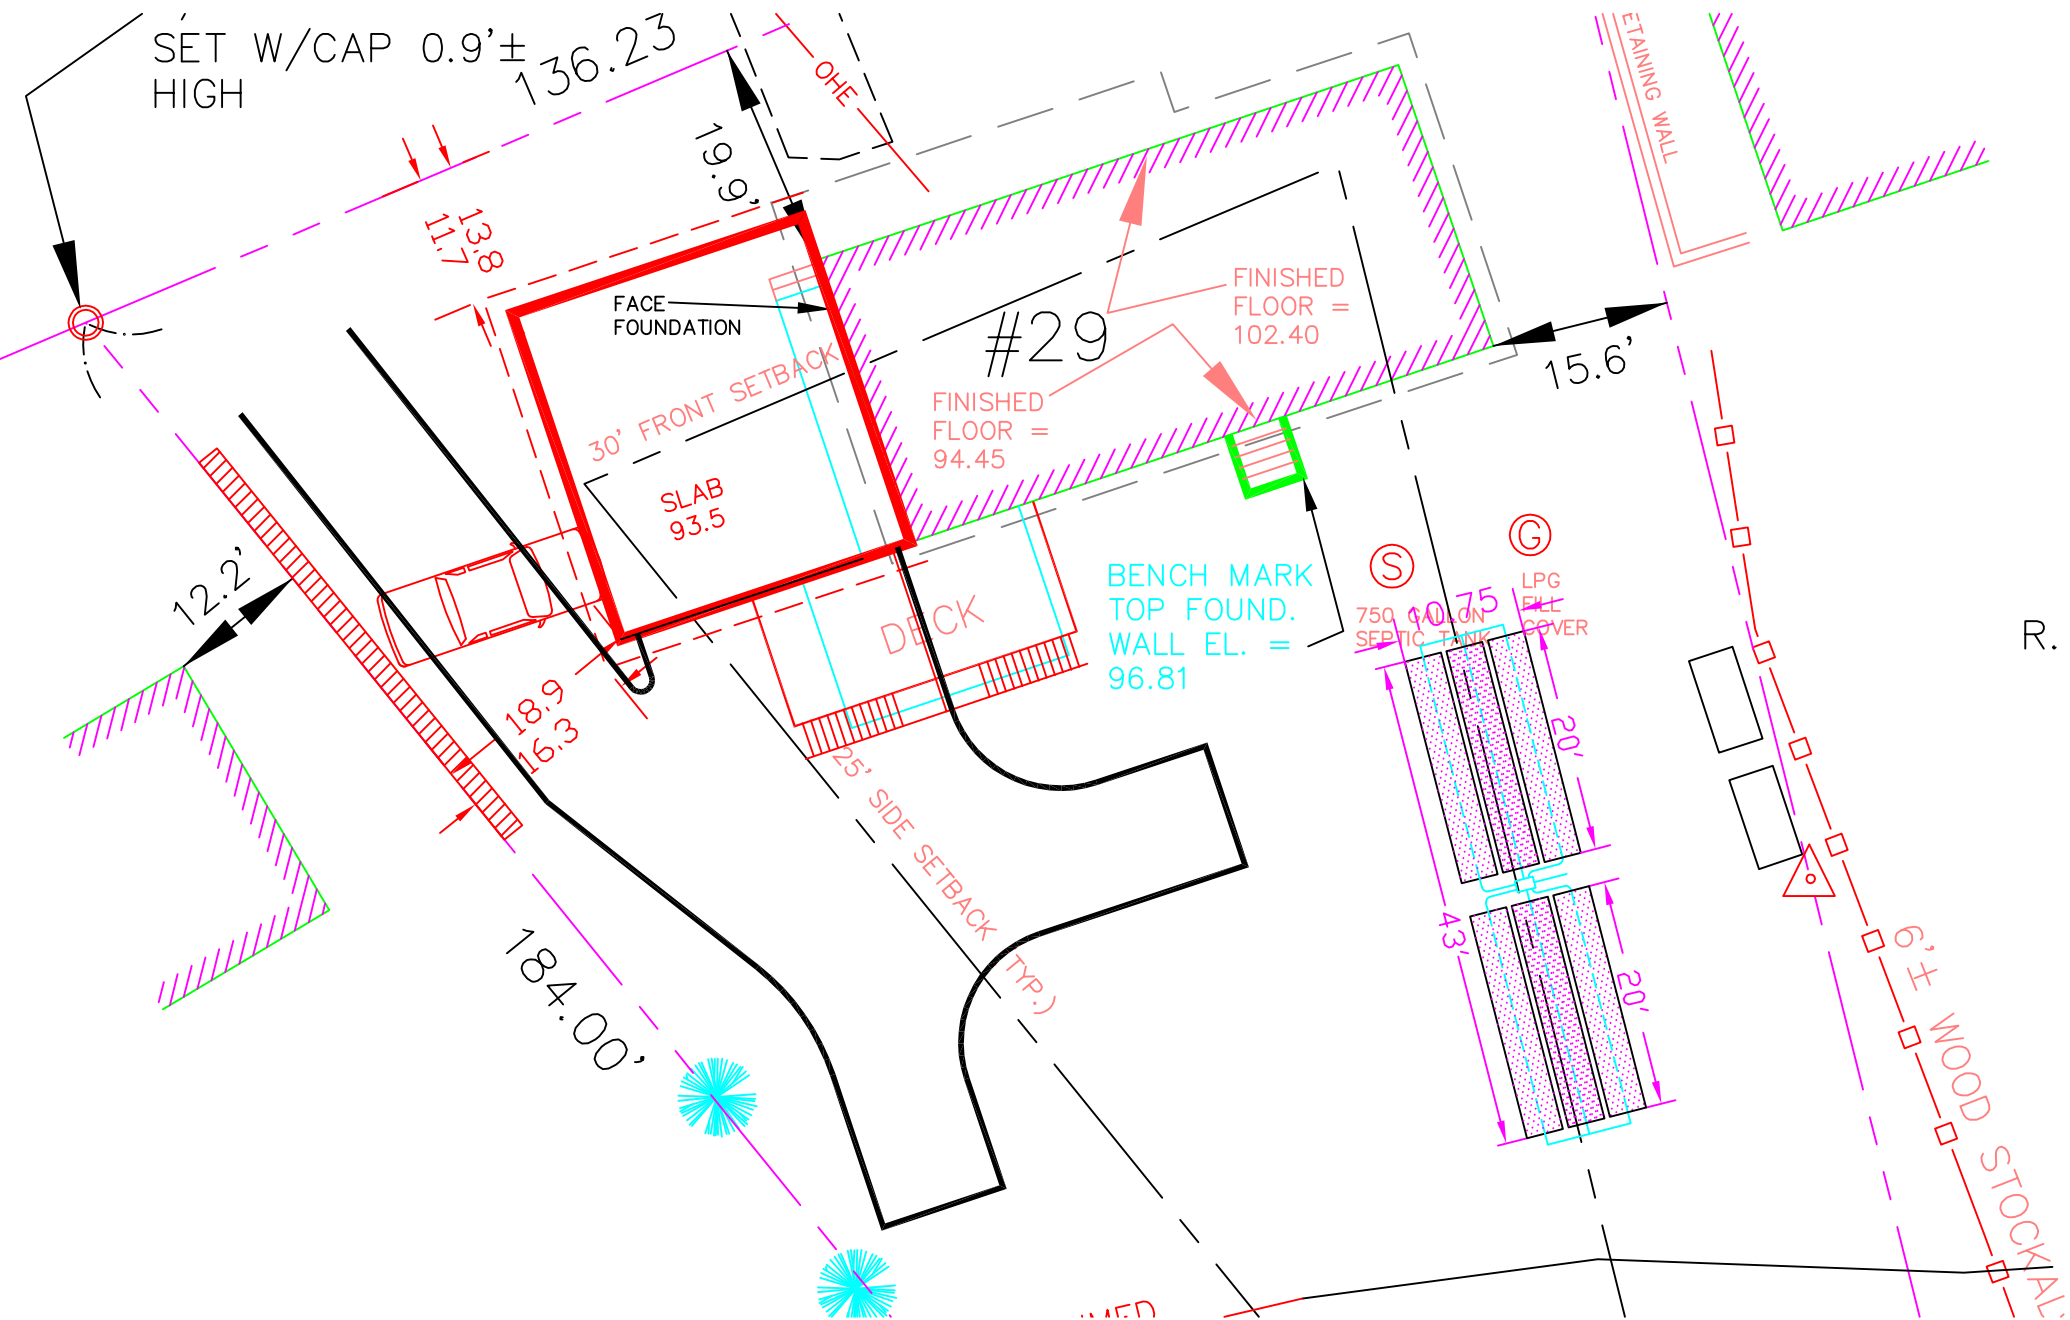 SET W/CAP 0.9'±
HIGH
136.23
OHE
19.9'
13.8
11.7
FACE
FOUNDATION
30' FRONT SETBACK
SLAB
93.5
#29
FINISHED
FLOOR =
102.40
FINISHED
FLOOR =
94.45
15.6'
ETAINING WALL
12.2'
18.9
16.3
DECK
BENCH MARK
TOP FOUND.
WALL EL. =
96.81
S
750 GALLON
SEPTIC TANK
G
LPG
FILL
COVER
10.75
20'
43'
20'
R.
25' SIDE SETBACK
TYP.)
184.00'
6'± WOOD STOCKA